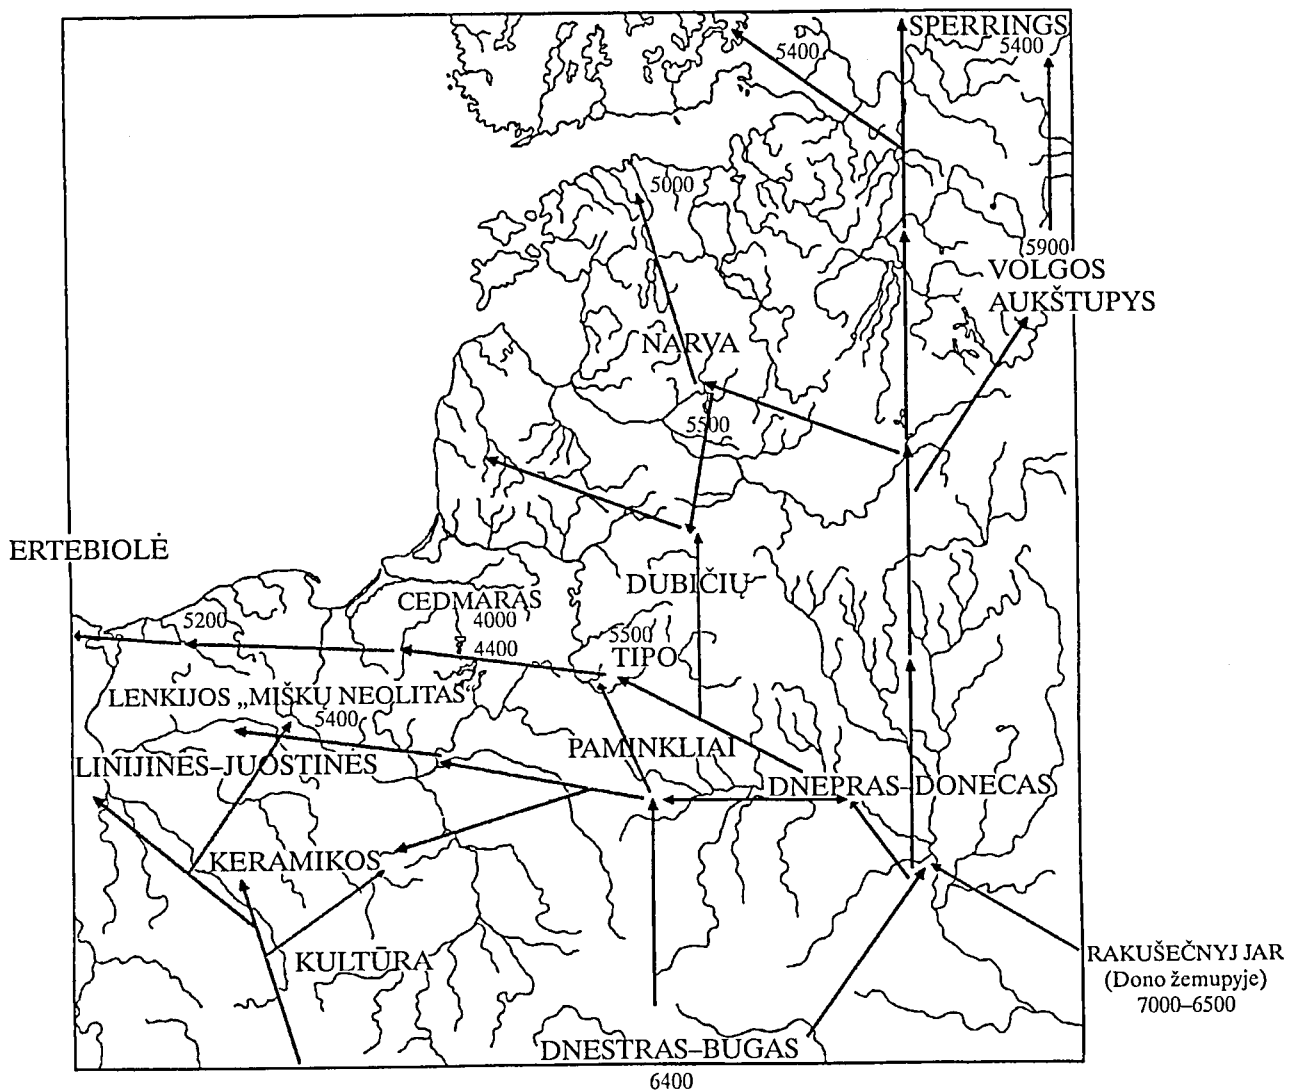 SPERRINGS
5400
5400
5000
5900
VOLGOS
AUKŠTUPYS
NARVA
5500
ERTEBIOLĖ
DUBIČIŲ
CEDMARAS
4000
5200
5500
4400
TIPO
LENKIJOS „MIŠKŲ NEOLITAS“
5400
PAMINKLIAI
LINIJINĖS–JUOSTINĖS
DNEPRAS–DONECAS
KERAMIKOS
KULTŪRA
RAKUŠEČNYJ JAR
(Dono žemupyje)
7000–6500
DNESTRAS–BUGAS
6400